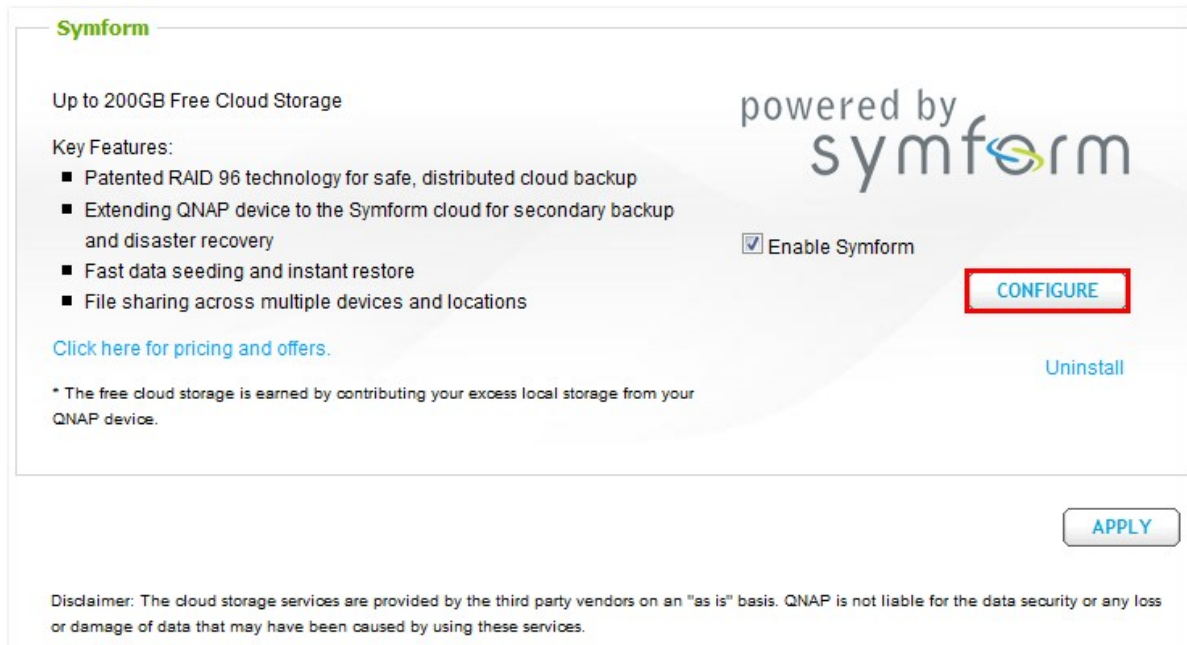 Symform
Up to 200GB Free Cloud Storage
Key Features:
Patented RAID 96 technology for safe, distributed cloud backup
Extending QNAP device to the Symform cloud for secondary backup
and disaster recovery
Fast data seeding and instant restore
File sharing across multiple devices and locations
Click here for pricing and offers.
* The free cloud storage is earned by contributing your excess local storage from your
QNAP device.
powered by
symform
Enable Symform
CONFIGURE
Uninstall
APPLY
Disclaimer: The cloud storage services are provided by the third party vendors on an "as is" basis. QNAP is not liable for the data security or any loss
or damage of data that may have been caused by using these services.